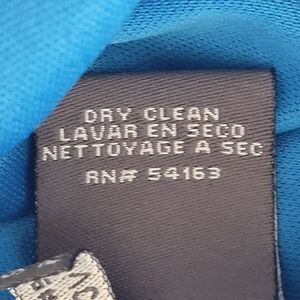 DRY CLEAN
LAVAR EN SECO
NETTOYAGE A SEC
RN# 54163